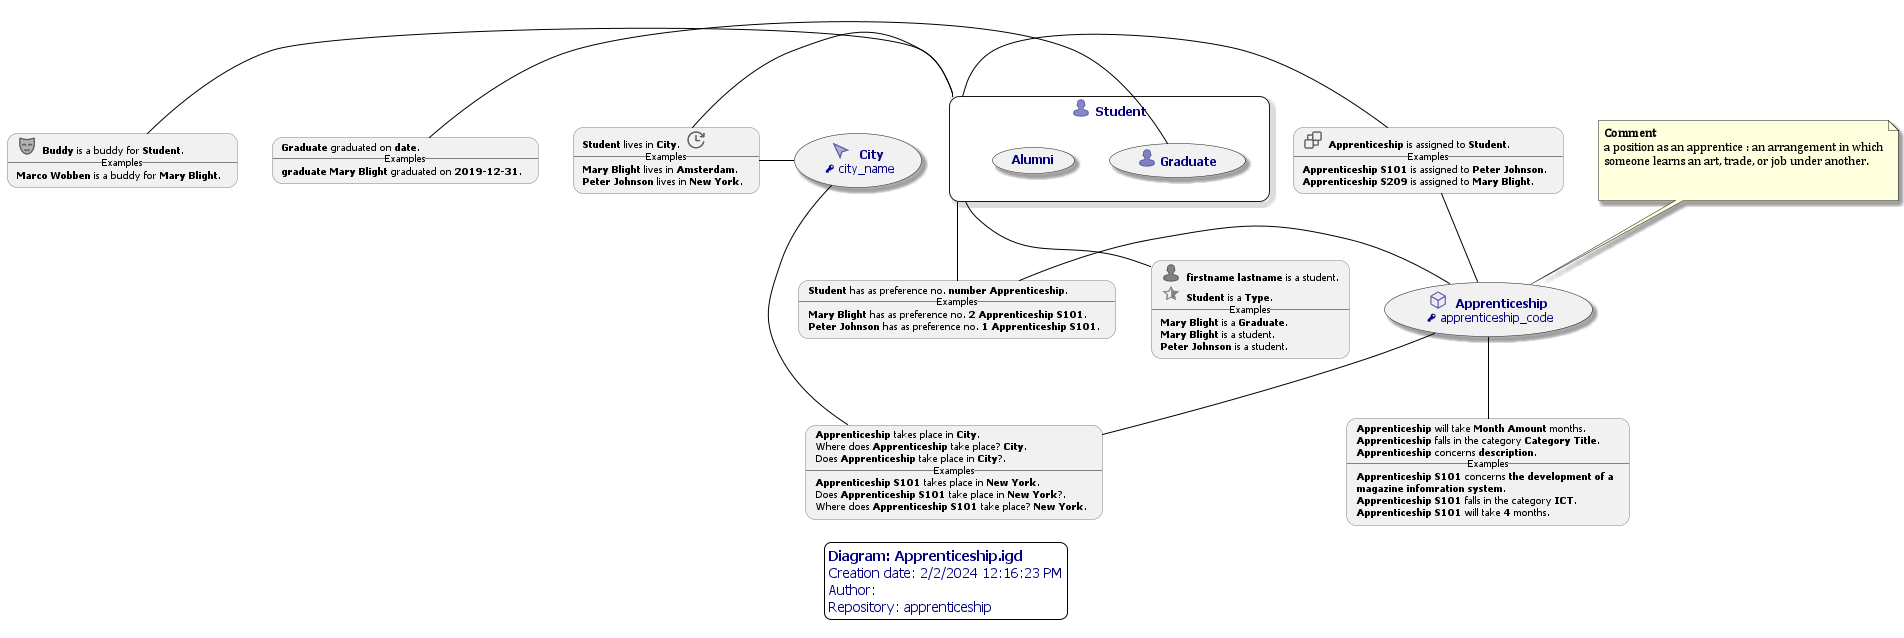 Buddy is a buddy for Student.
Examples
Marco Wobben is a buddy for Mary Blight.
Graduate graduated on date.
Examples
graduate Mary Blight graduated on 2019-12-31.
Student lives in City.
Examples
Mary Blight lives in Amsterdam.
Peter Johnson lives in New York.
City
city_name
Student
Alumni
Graduate
Apprenticeship is assigned to Student.
Examples
Apprenticeship S101 is assigned to Peter Johnson.
Apprenticeship S209 is assigned to Mary Blight.
Comment
a position as an apprentice : an arrangement in which
someone learns an art, trade, or job under another.
Student has as preference no. number Apprenticeship.
Examples
Mary Blight has as preference no. 2 Apprenticeship S101.
Peter Johnson has as preference no. 1 Apprenticeship S101.
firstname lastname is a student.
Student is a Type.
Examples
Mary Blight is a Graduate.
Mary Blight is a student.
Peter Johnson is a student.
Apprenticeship
apprenticeship_code
Apprenticeship takes place in City.
Where does Apprenticeship take place? City.
Does Apprenticeship take place in City?.
Examples
Apprenticeship S101 takes place in New York.
Does Apprenticeship S101 take place in New York?.
Where does Apprenticeship S101 take place? New York.
Apprenticeship will take Month Amount months.
Apprenticeship falls in the category Category Title.
Apprenticeship concerns description.
Examples
Apprenticeship S101 concerns the development of a
magazine infomration system.
Apprenticeship S101 falls in the category ICT.
Apprenticeship S101 will take 4 months.
Diagram: Apprenticeship.igd
Creation date: 2/2/2024 12:16:23 PM
Author:
Repository: apprenticeship